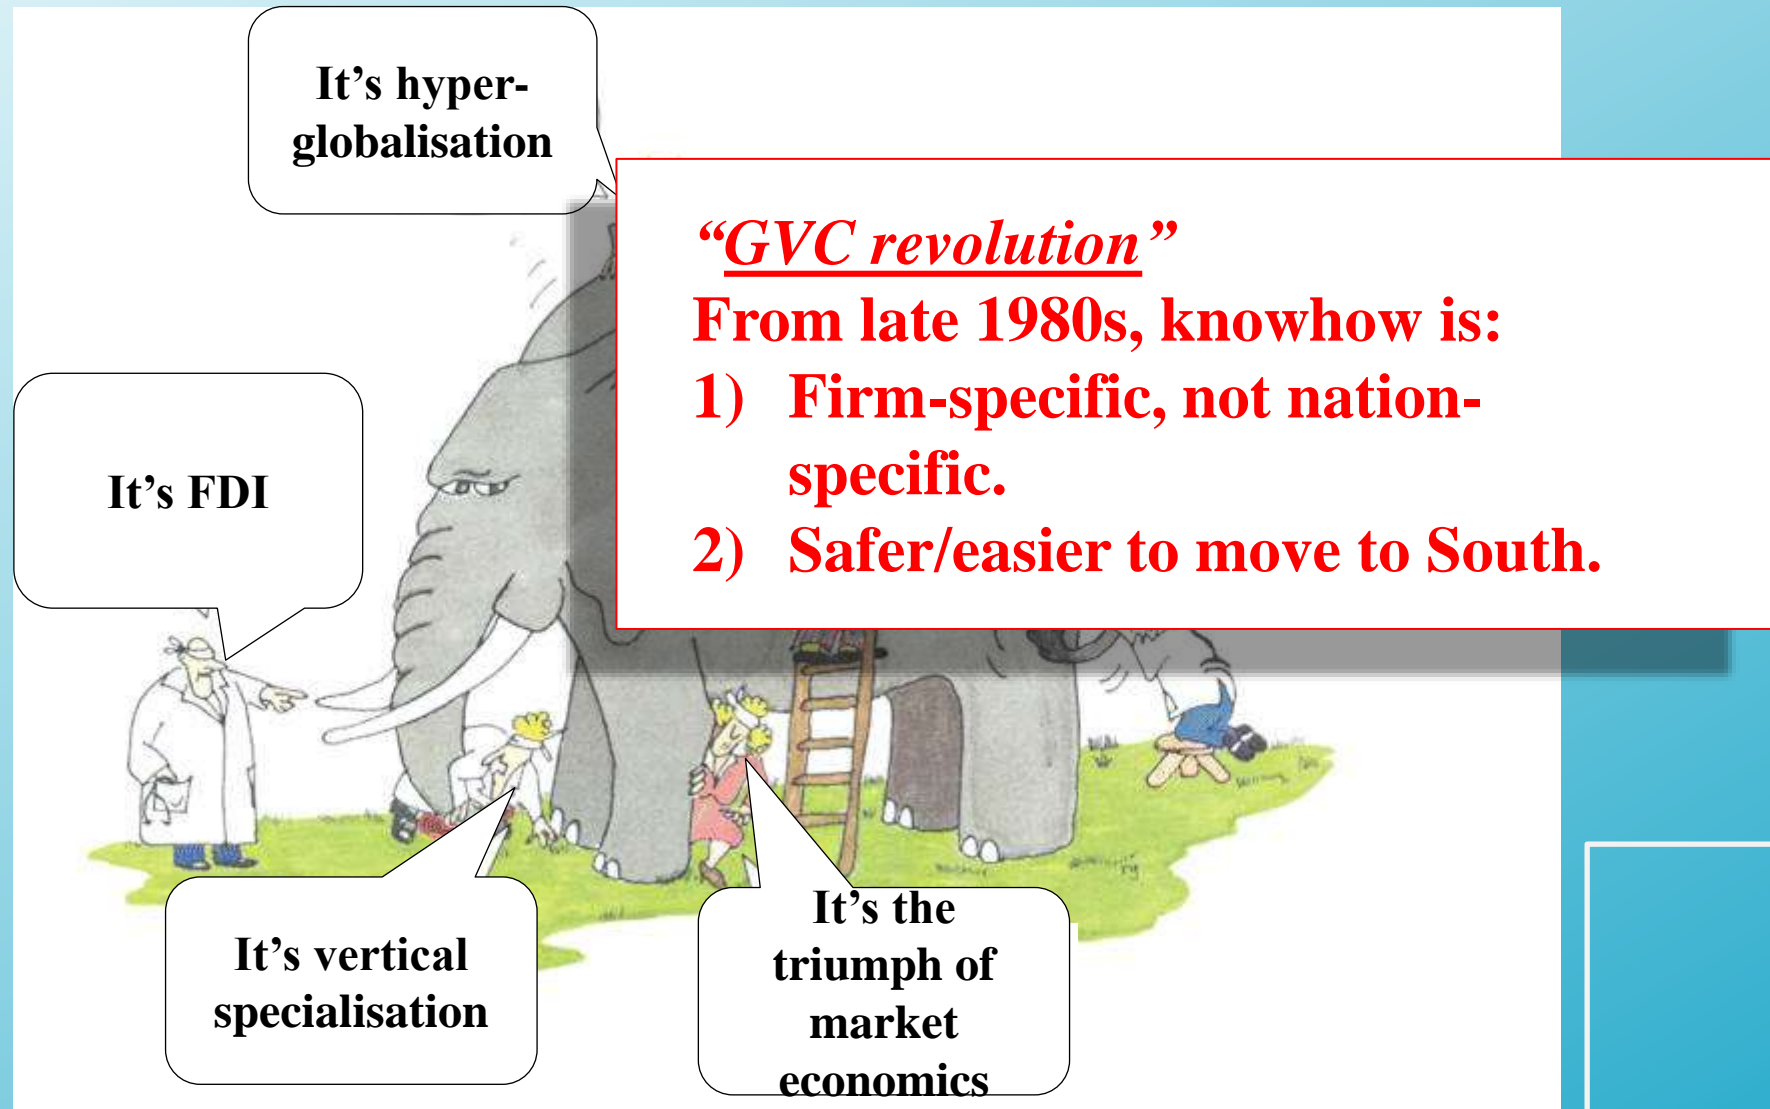 It’s hyper-
globalisation
“GVC revolution”
From late 1980s, knowhow is:
1) Firm-specific, not nation-
specific.
2) Safer/easier to move to South.
It’s FDI
It’s vertical
specialisation
It’s the
triumph of
market
economics